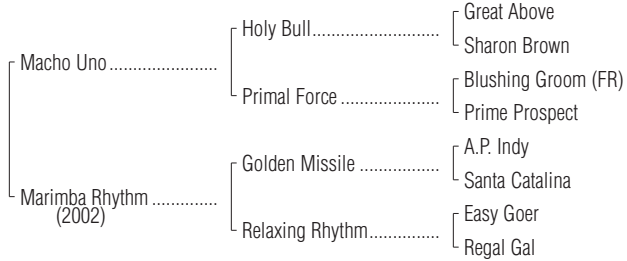 Great Above
Holy Bull............................
Sharon Brown
Macho Uno........................
Blushing Groom (FR)
Primal Force ......................
Prime Prospect
A.P. Indy
Golden Missile ..................
Santa Catalina
Marimba Rhythm ..................
(2002)
Easy Goer
Relaxing Rhythm................
Regal Gal